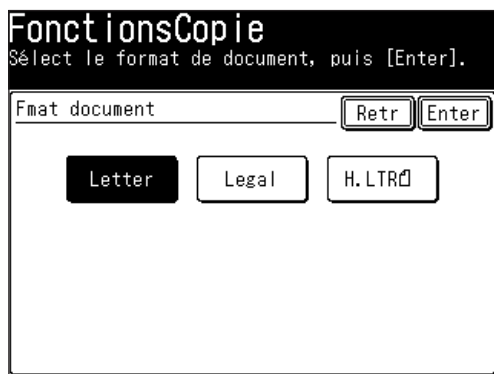 FonctionsCopie
Sélect le format de document, puis [Enter].
Fmat document Retr Enter
Letter Legal H.LTR